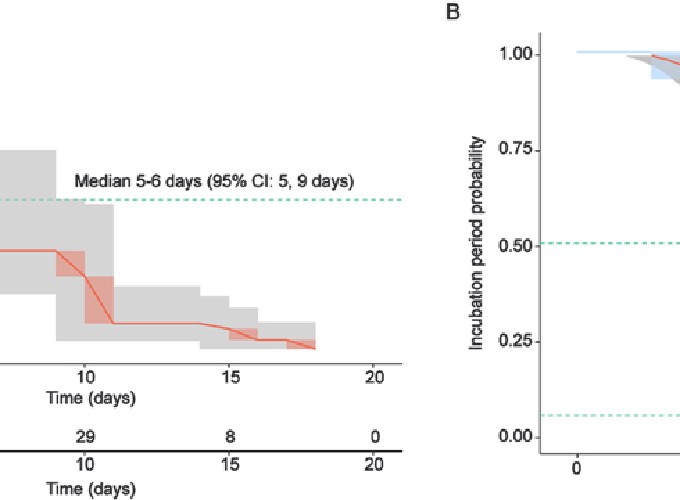 Median 5-6 days (95% CI: 5, 9 days)
10 15 20
Time (days)
29 8 0
10 15 20
Time (days)
B
Incubation period probability
1.00
0.75
0.50
0.25
0.00
0